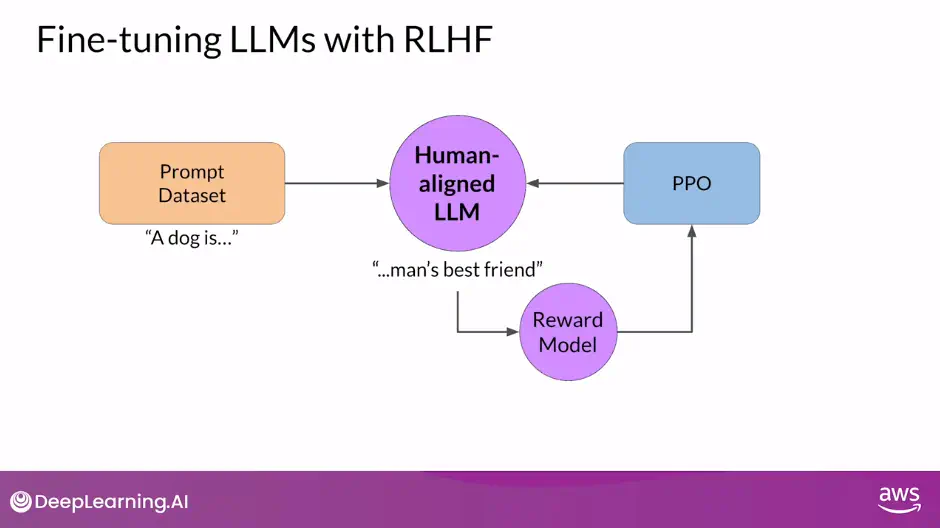 Fine-tuning LLMs with RLHF
Prompt
Dataset
“A dog is…”
Human-
aligned
LLM
“...man’s best friend”
PPO
Reward
Model
DeepLearning.AI
aws